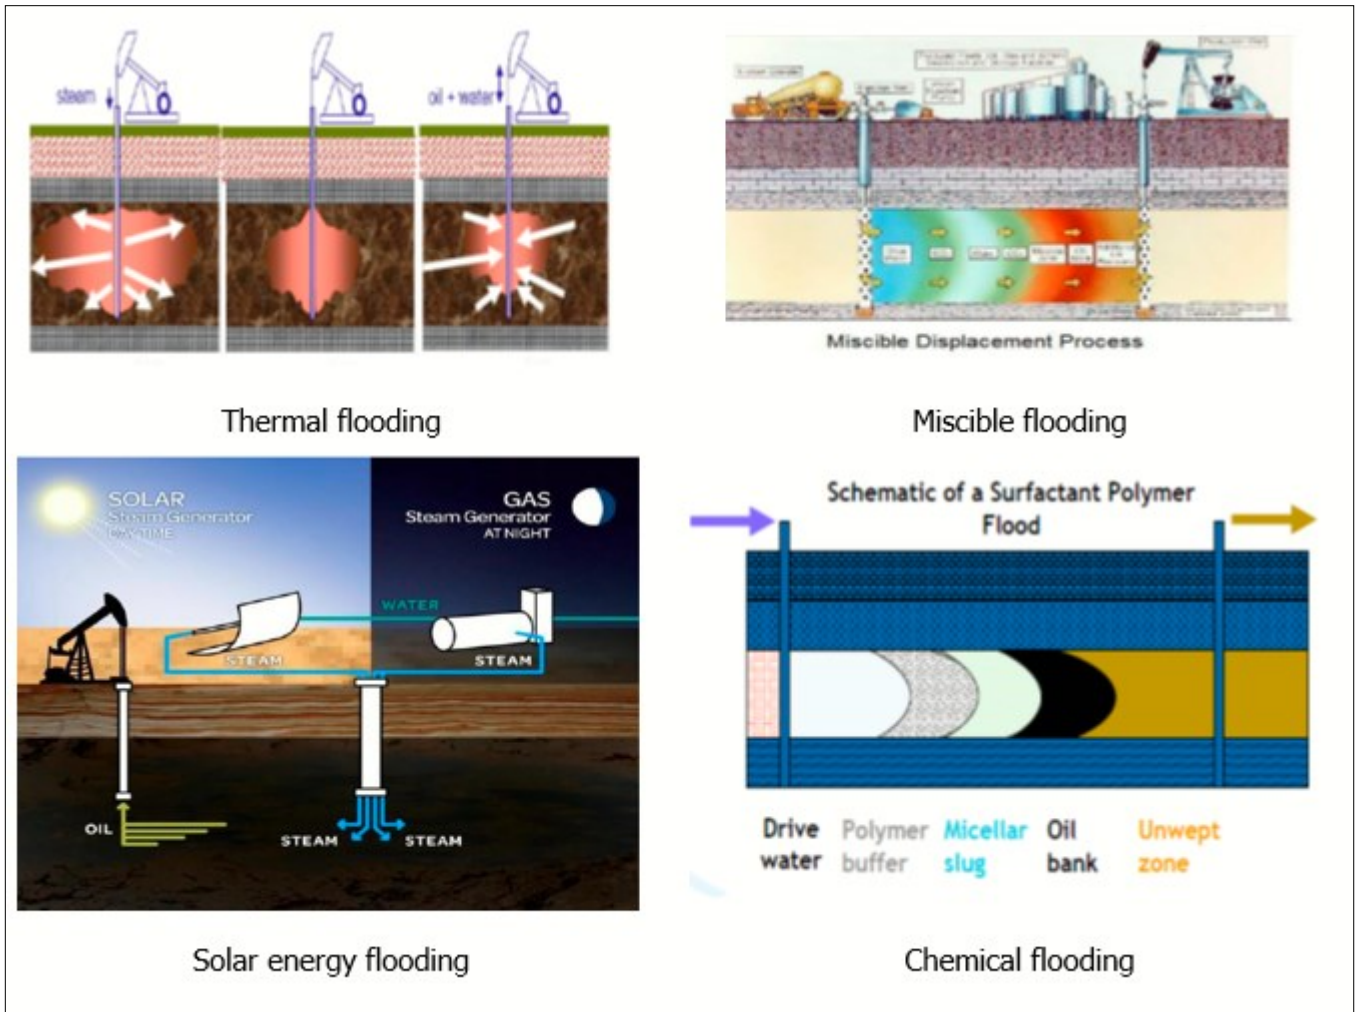 steam
oil + water
Miscible Displacement Process
Thermal flooding
Miscible flooding
SOLAR
Steam Generator
DAYTIME
GAS
Steam Generator
AT NIGHT
WATER
STEAM
STEAM
OIL
STEAM
STEAM
Solar energy flooding
Schematic of a Surfactant Polymer
Flood
Drive
water
Polymer
buffer
Micellar
slug
Oil
bank
Unwept
zone
Chemical flooding